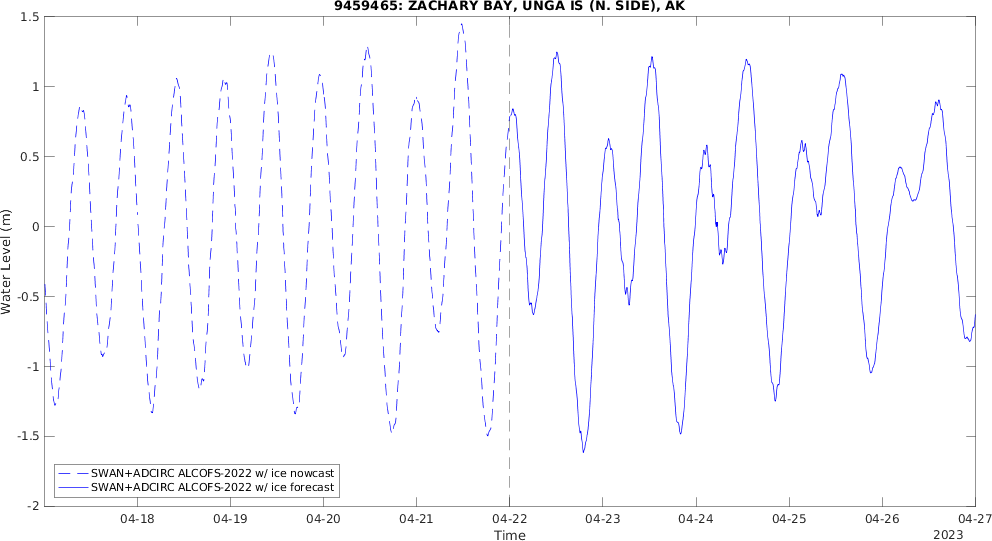 9459465: ZACHARY BAY, UNGA IS (N. SIDE), AK
1.5
1
0.5
0
-0.5
-1
-1.5
-2
Water Level (m)
SWAN+ADCIRC ALCOFS-2022 w/ ice nowcast
SWAN+ADCIRC ALCOFS-2022 w/ ice forecast
04-18 04-19 04-20 04-21 04-22 04-23 04-24 04-25 04-26 04-27
Time
2023